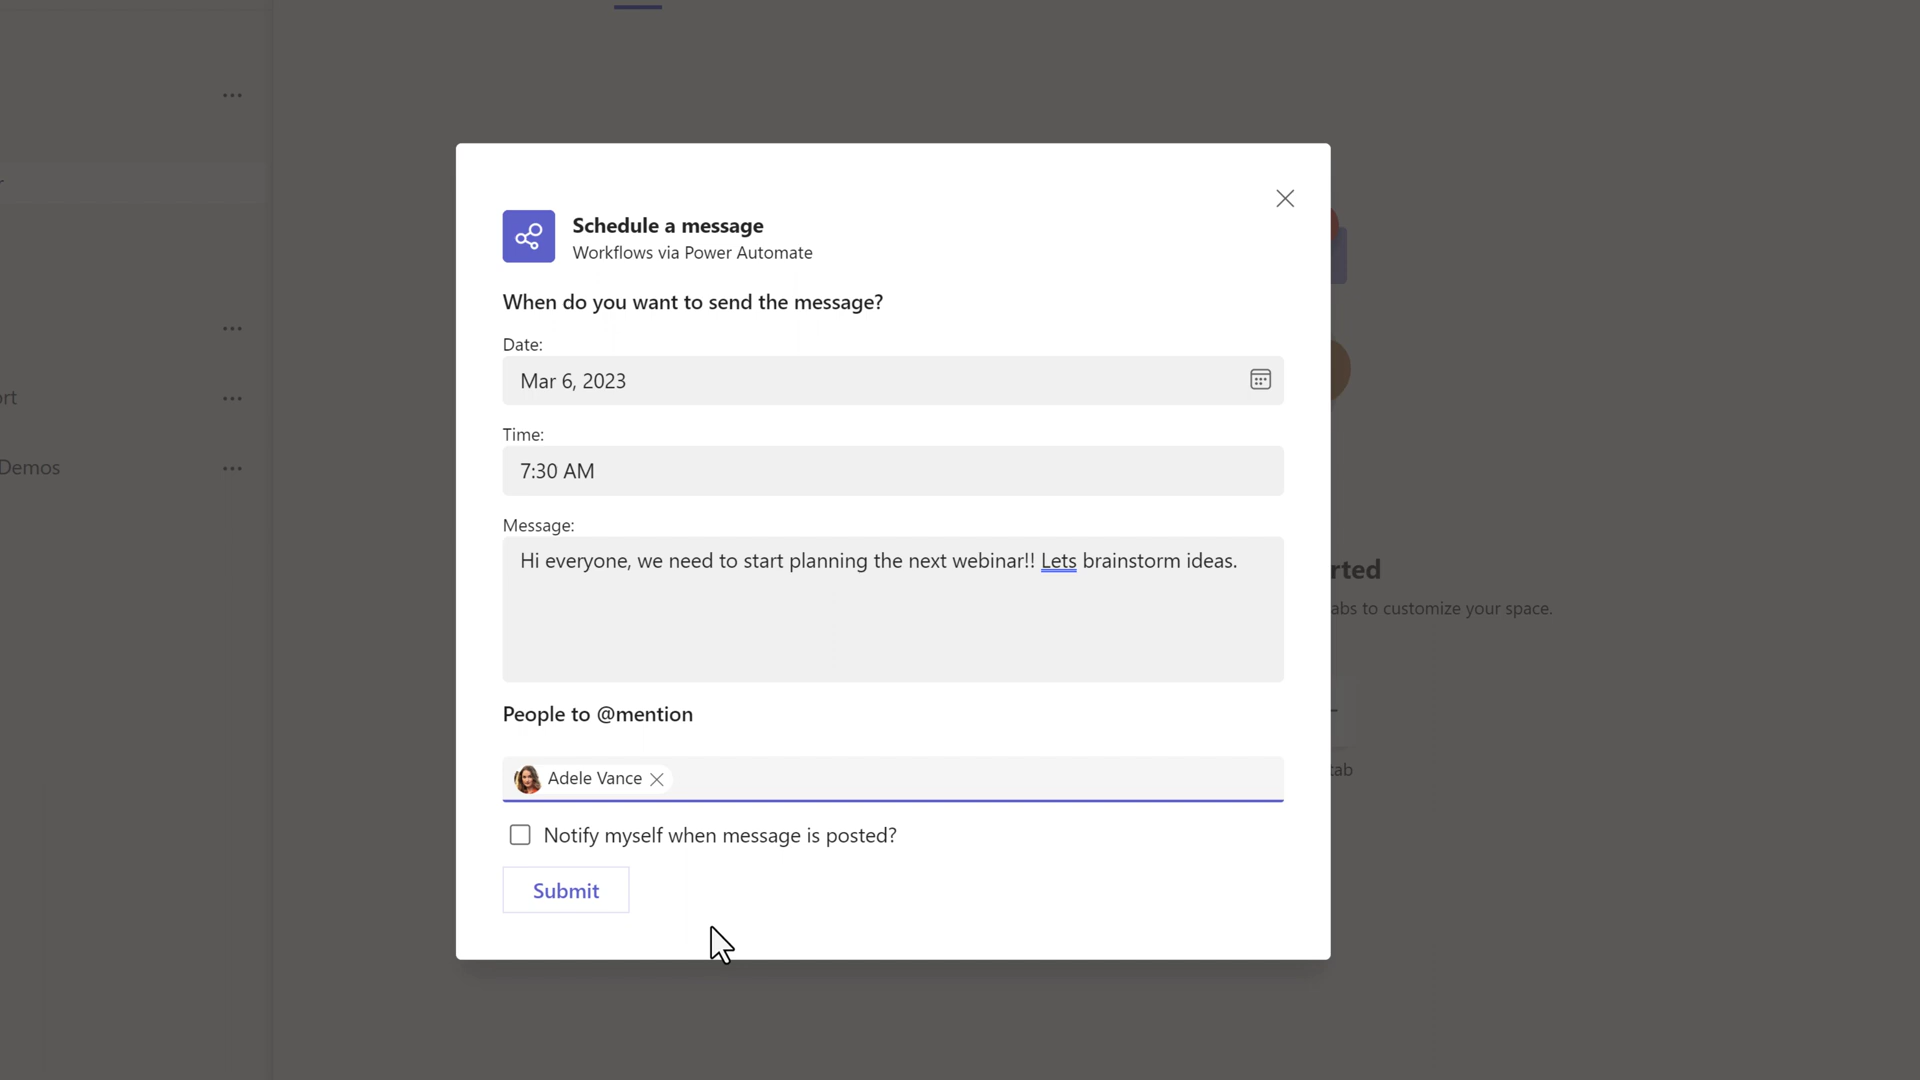 Schedule a message
Workflows via Power Automate
When do you want to send the message?
Date:
Mar 6, 2023
Time:
7:30 AM
Message:
Hi everyone, we need to start planning the next webinar!! Lets brainstorm ideas.
People to @mention
Adele Vance
Notify myself when message is posted?
Submit
ort
Demos
rted
abs to customize your space.
tab